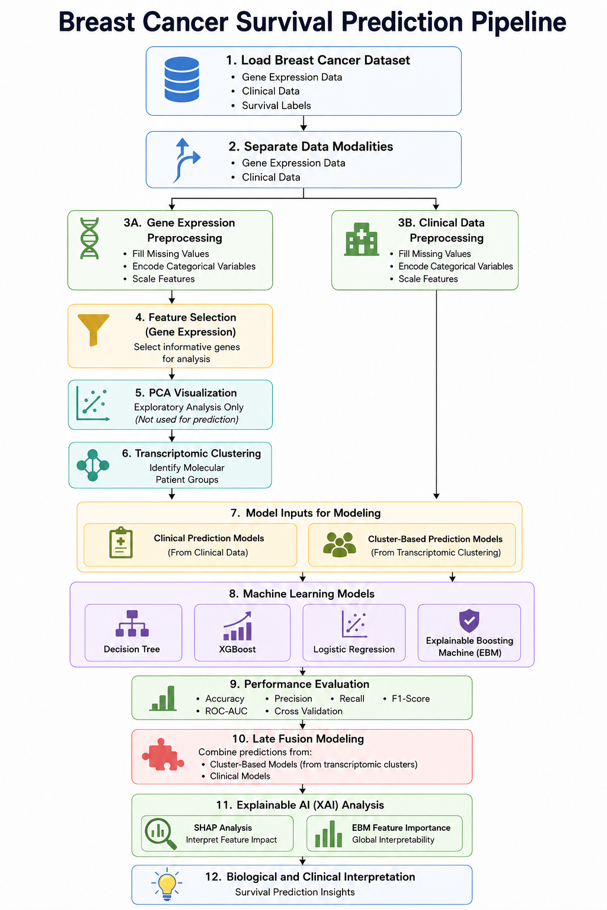 Breast Cancer Survival Prediction Pipeline
1. Load Breast Cancer Dataset
• Gene Expression Data
• Clinical Data
• Survival Labels
2. Separate Data Modalities
• Gene Expression Data
• Clinical Data
3A. Gene Expression
Preprocessing
• Fill Missing Values
• Encode Categorical Variables
• Scale Features
3B. Clinical Data
Preprocessing
• Fill Missing Values
• Encode Categorical Variables
• Scale Features
4. Feature Selection
(Gene Expression)
Select informative genes
for analysis
5. PCA Visualization
Exploratory Analysis Only
(Not used for prediction)
6. Transcriptomic Clustering
Identify Molecular
Patient Groups
7. Model Inputs for Modeling
Clinical Prediction Models
(From Clinical Data)
Cluster-Based Prediction Models
(From Transcriptomic Clustering)
8. Machine Learning Models
Decision Tree
XGBoost
Logistic Regression
Explainable Boosting
Machine (EBM)
9. Performance Evaluation
• Accuracy • Precision • Recall • F1-Score
• ROC-AUC • Cross Validation
10. Late Fusion Modeling
Combine predictions from:
• Cluster-Based Models (from transcriptomic clusters)
• Clinical Models
11. Explainable AI (XAI) Analysis
SHAP Analysis
Interpret Feature Impact
EBM Feature Importance
Global Interpretability
12. Biological and Clinical Interpretation
Survival Prediction Insights